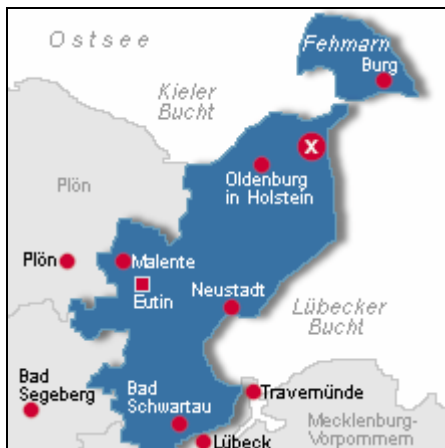 Ostsee
Fehmarn
Burg
Kieler
Bucht
X
Oldenburg
in Holstein
Plön
Plön
Malente
Eutin
Neustadt
Lübecker
Bucht
Bad
Segeberg
Bad
Schwartau
Travemünde
Lübeck
Mecklenburg-
Vorpommern